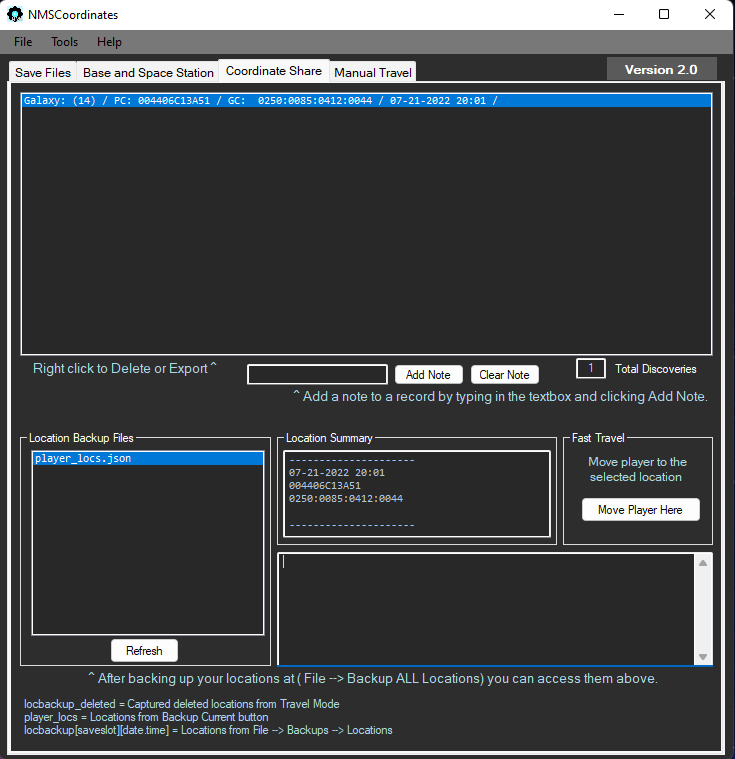 NMSCoordinates
File Tools Help
Save Files Base and Space Station Coordinate Share Manual Travel Version 2.0
Galaxy: (14) / PC: 004406C13A51 / GC:  0250:0085:0412:0044 / 07-21-2022 20:01 /
Right click to Delete or Export ^ Add Note Clear Note 1 Total Discoveries
^ Add a note to a record by typing in the textbox and clicking Add Note.
Location Backup Files Location Summary Fast Travel
player_locs.json
---------------------
07-21-2022 20:01
004406C13A51
0250:0085:0412:0044
---------------------
Move player to the
selected location
Move Player Here
Refresh
^ After backing up your locations at ( File --> Backup ALL Locations) you can access them above.
locbackup_deleted = Captured deleted locations from Travel Mode
player_locs = Locations from Backup Current button
locbackup[saveslot][date.time] = Locations from File --> Backups --> Locations